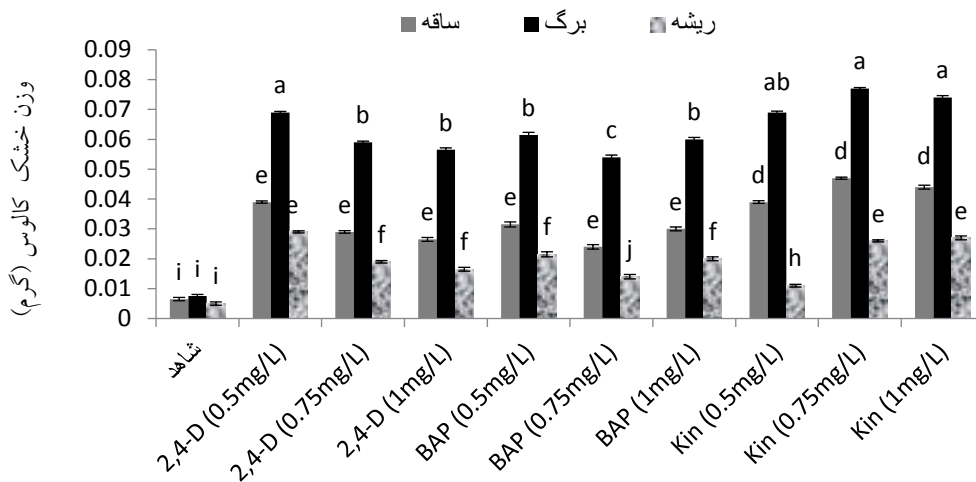 ساقه
برگ
ریشه
وزن خشک کالوس (گرم)
0.09
0.08
0.07
0.06
0.05
0.04
0.03
0.02
0.01
0
i i i
e a e
e b f
e b f
e b f
e c j
e b f
d ab h
d a e
d a e
شاهد
2,4-D (0.5mg/L)
2,4-D (0.75mg/L)
2,4-D (1mg/L)
BAP (0.5mg/L)
BAP (0.75mg/L)
BAP (1mg/L)
Kin (0.5mg/L)
Kin (0.75mg/L)
Kin (1mg/L)